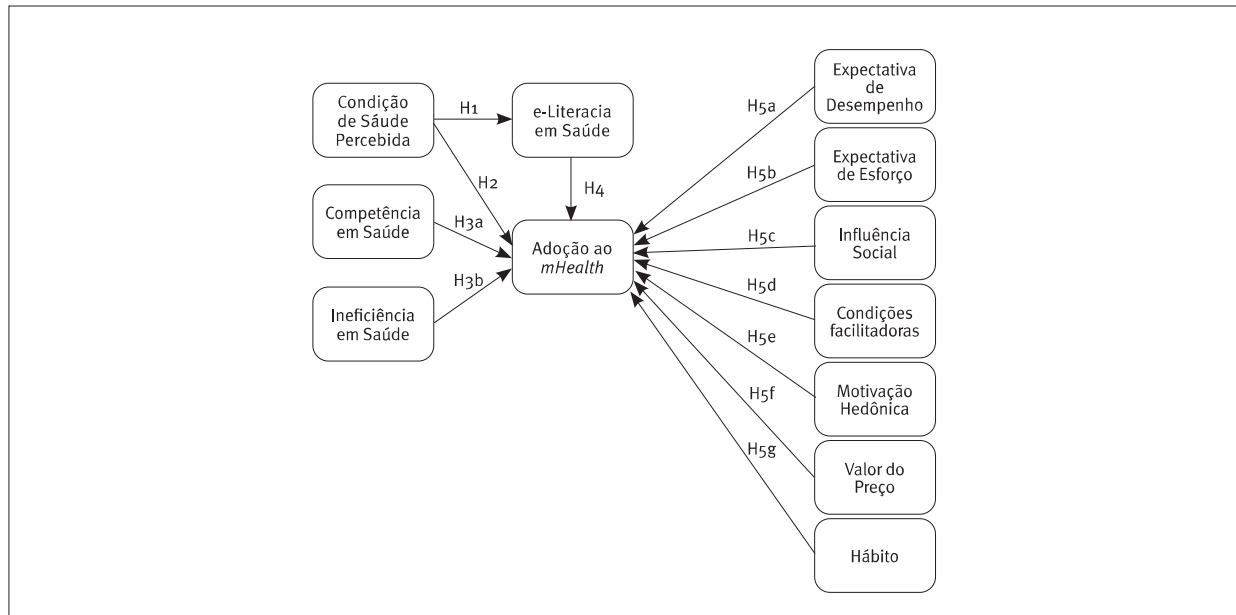 Condição
de Sáude
Percebida
H1
e-Literacia
em Saúde
H2
H4
Competência
em Saúde
H3a
Adoção ao
mHealth
H3b
Ineficiência
em Saúde
Expectativa
de
Desempenho
H5a
Expectativa
de Esforço
H5b
Influência
Social
H5c
Condições
facilitadoras
H5d
Motivação
Hedônica
H5e
Valor do
Preço
H5f
Hábito
H5g